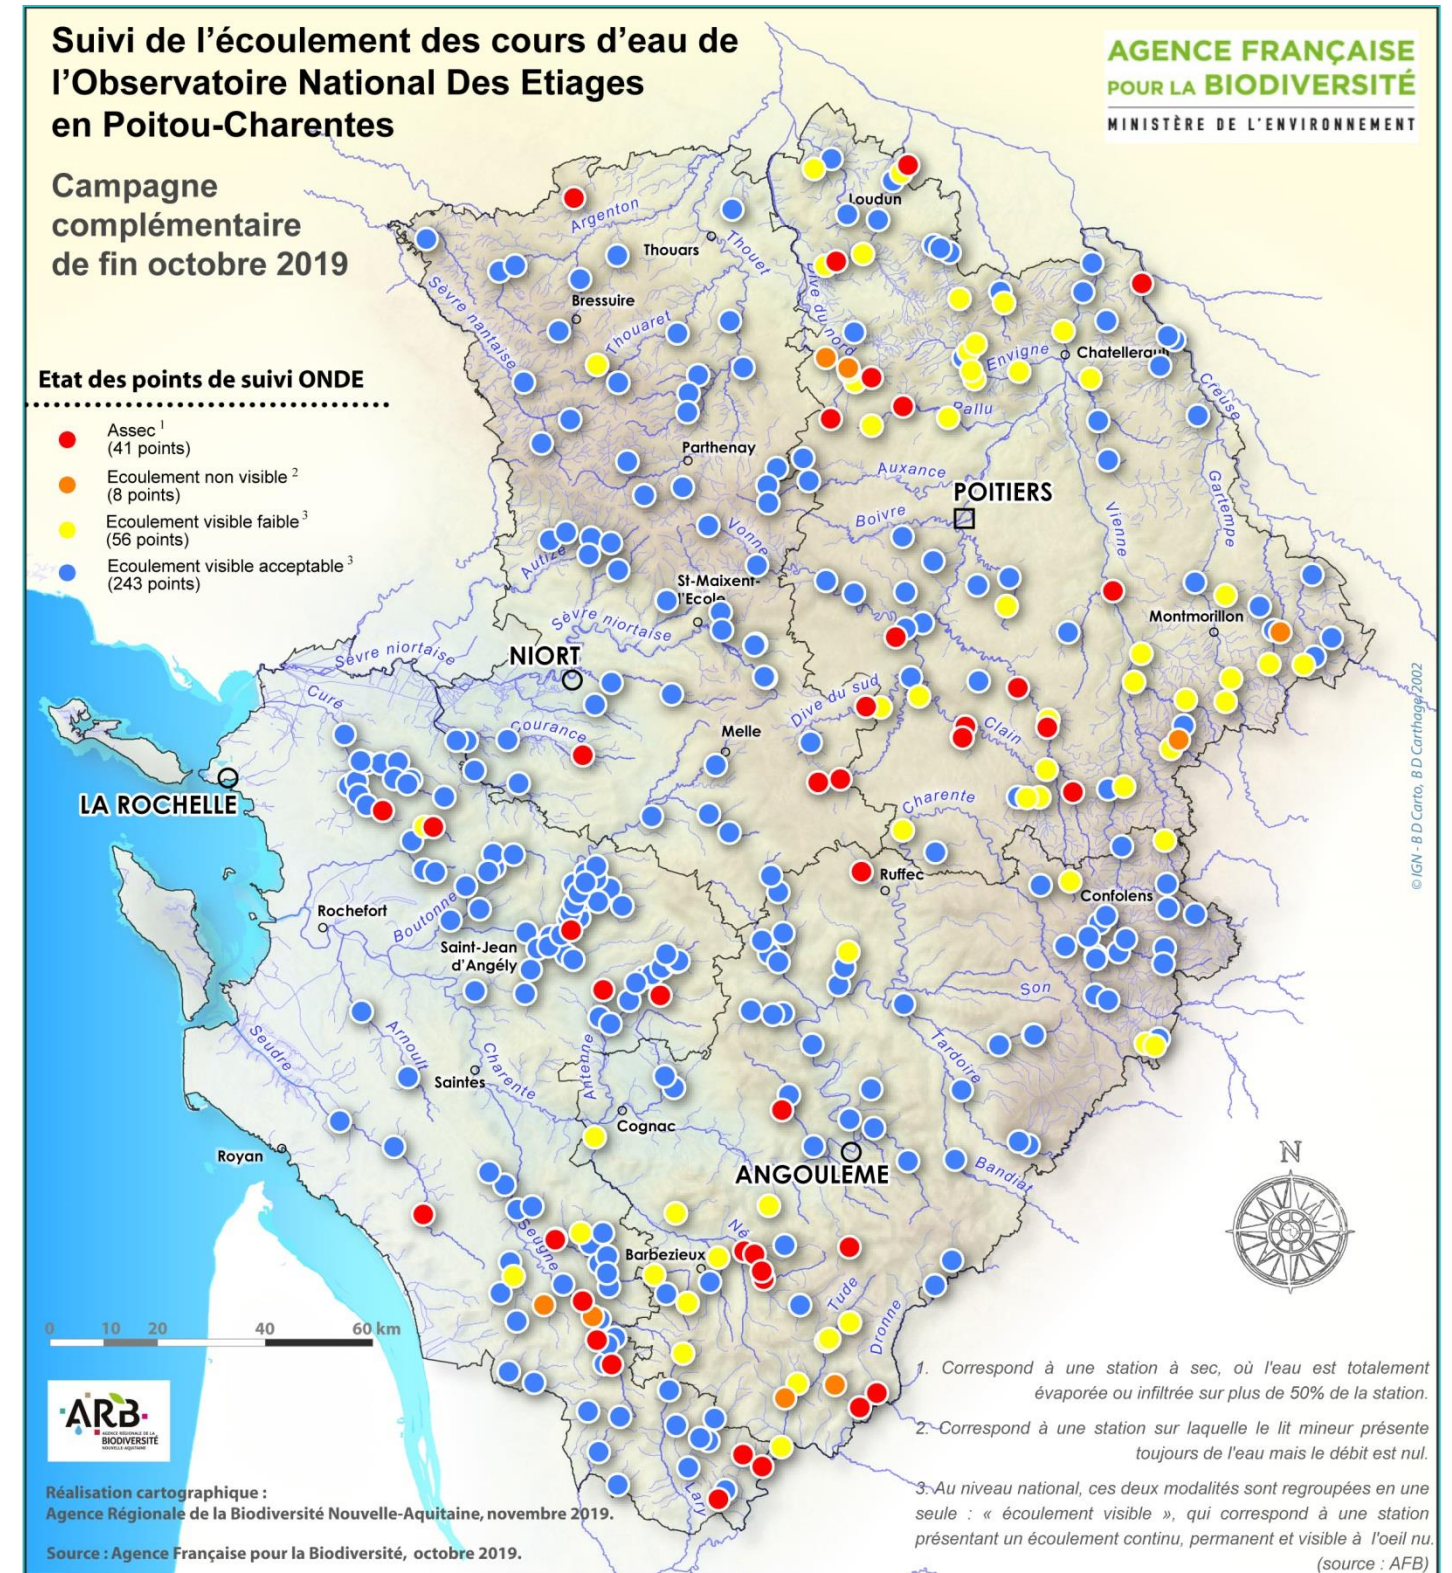 Suivi de l'écoulement des cours d'eau de
l'Observatoire National Des Etiages
en Poitou-Charentes
AGENCE FRANÇAISE
POUR LA BIODIVERSITÉ
MINISTÈRE DE L'ENVIRONNEMENT
Campagne
complémentaire
de fin octobre 2019
Etat des points de suivi ONDE
Assec 1
(41 points)
Ecoulement non visible 2
(8 points)
Ecoulement visible faible 3
(56 points)
Ecoulement visible acceptable 3
(243 points)
Loudun
Argenton
Thouars
Thouet
Dive du nord
Bressuire
Sèvre nantaise
Thouaret
Envigne
Chatellerault
Creuse
Pallu
Parthenay
Auxance
Gartempe
POITIERS
Boivre
Vienne
Vonne
Autize
St-Maixent-
l'Ecole
Montmorillon
Sèvre niortaise
Sèvre niortaise
NIORT
Curé
Dive du sud
Clain
Courance
Melle
LA ROCHELLE
Charente
Ruffec
Confolens
Rochefort
Boutonne
Saint-Jean
d'Angély
Son
Seudre
Arnoult
Charente
Antenne
Tardoire
Saintes
Cognac
Royan
ANGOULEME
Bandiat
N
Seugne
Né
Barbezieux
Tude
Dronne
Lary
0 10 20 40 60 km
ARB
AGENCE RÉGIONALE DE LA
BIODIVERSITÉ
NOUVELLE-AQUITAINE
Réalisation cartographique :
Agence Régionale de la Biodiversité Nouvelle-Aquitaine, novembre 2019.
Source : Agence Française pour la Biodiversité, octobre 2019.
© IGN - B D Carto, B D Carthage/2002
1. Correspond à une station à sec, où l'eau est totalement
évaporée ou infiltrée sur plus de 50% de la station.
2. Correspond à une station sur laquelle le lit mineur présente
toujours de l'eau mais le débit est nul.
3. Au niveau national, ces deux modalités sont regroupées en une
seule : « écoulement visible », qui correspond à une station
présentant un écoulement continu, permanent et visible à l'oeil nu.
(source : AFB)